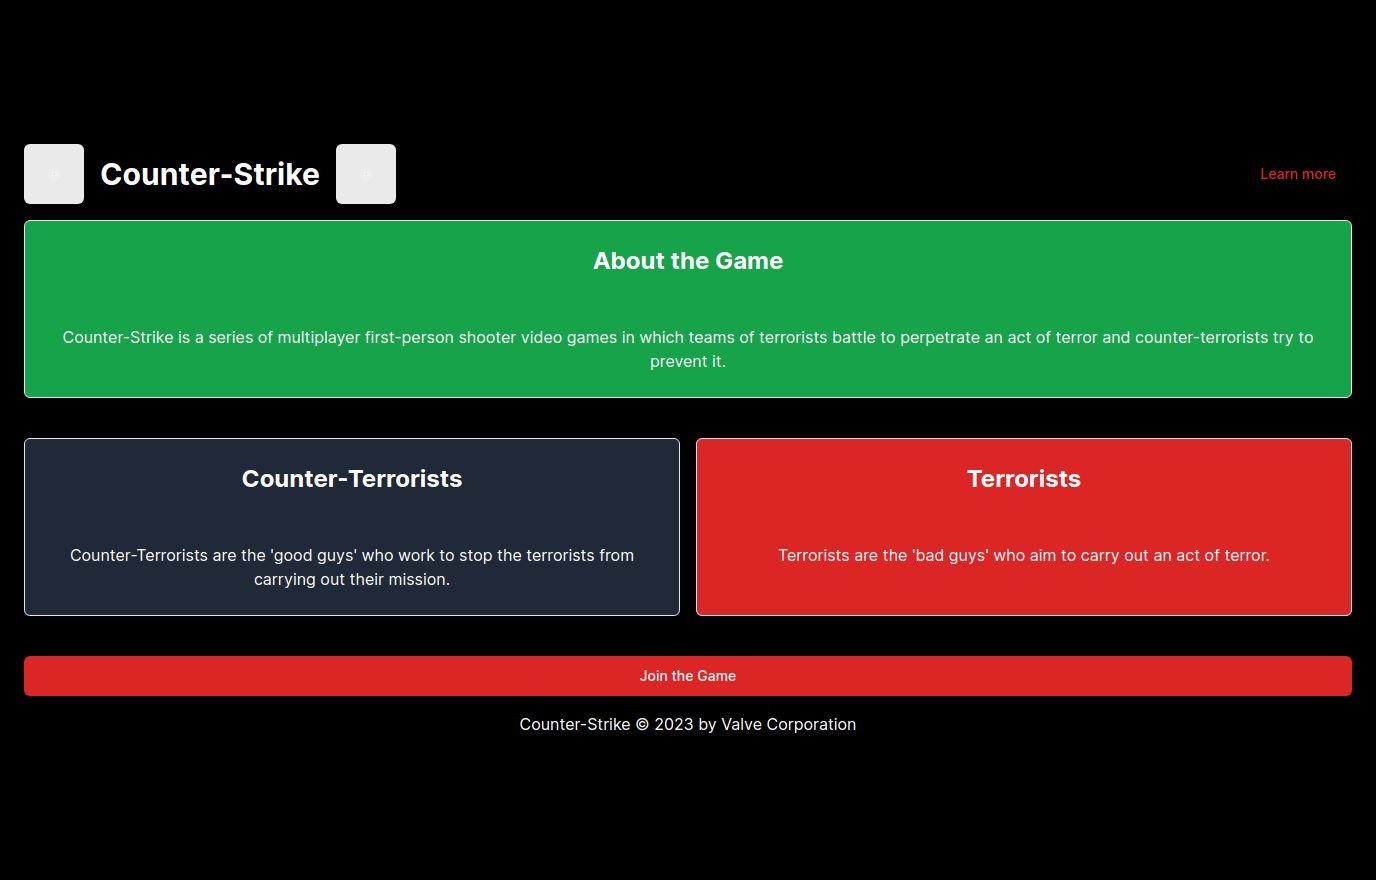 Counter-Strike
Learn more
About the Game
Counter-Strike is a series of multiplayer first-person shooter video games in which teams of terrorists battle to perpetrate an act of terror and counter-terrorists try to
prevent it.
Counter-Terrorists
Counter-Terrorists are the 'good guys' who work to stop the terrorists from
carrying out their mission.
Terrorists
Terrorists are the 'bad guys' who aim to carry out an act of terror.
Join the Game
Counter-Strike © 2023 by Valve Corporation